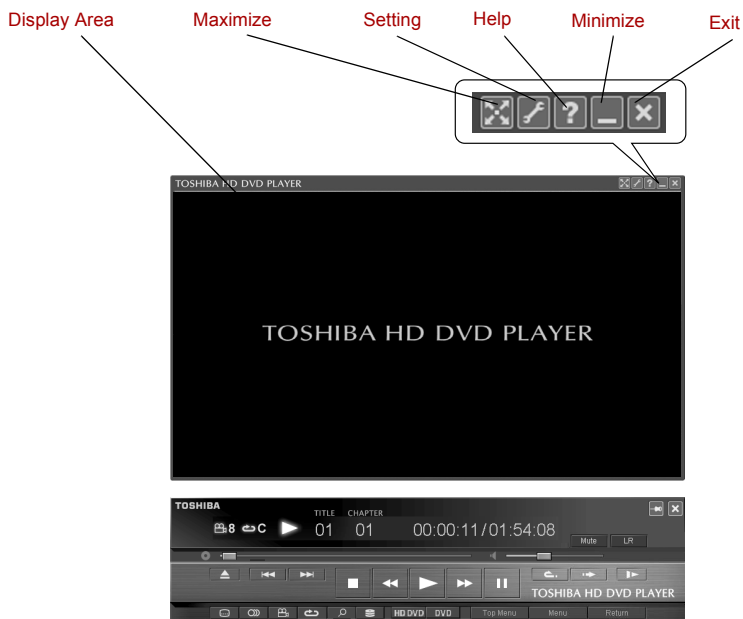 Display Area Maximize Setting Help Minimize Exit
TOSHIBA HD DVD PLAYER
TOSHIBA HD DVD PLAYER
TOSHIBA
TITLE CHAPTER
8 C 01 01 00:00:11/01:54:08
Mute LR
TOSHIBA HD DVD PLAYER
HD DVD DVD Top Menu Menu Return